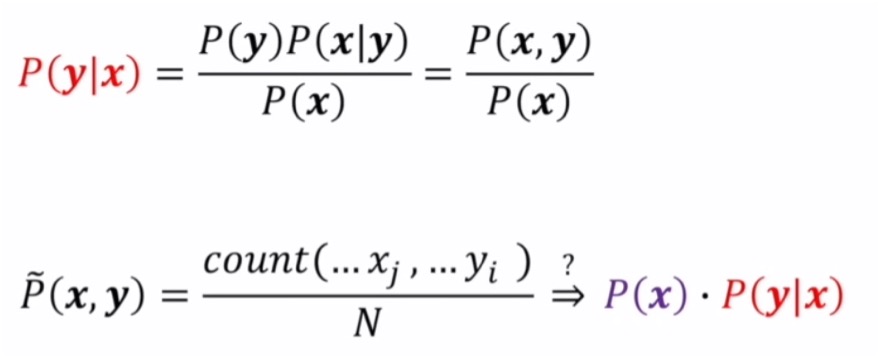 P(y|x) = P(y)P(x|y) / P(x) = P(x, y) / P(x)
P̃(x, y) = count(... x_j , ... y_i ) / N ⇒? P(x) · P(y|x)